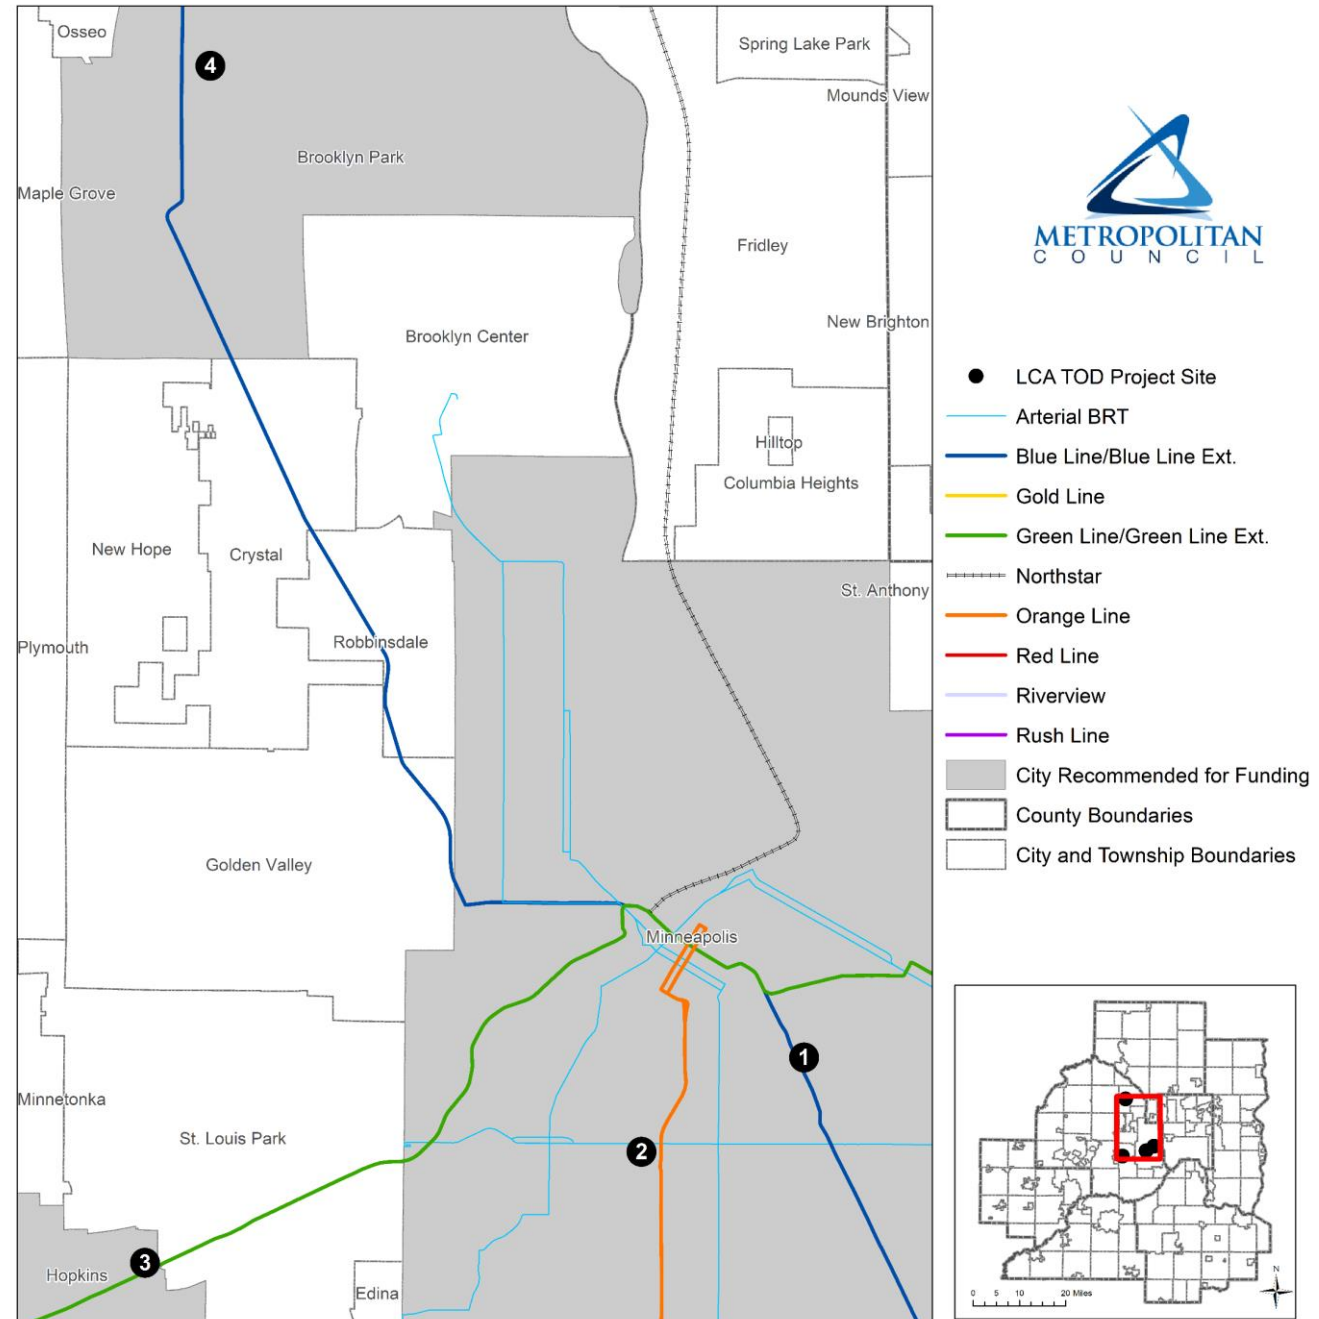 Osseo
4
Spring Lake Park
Mounds View
Brooklyn Park
Maple Grove
Fridley
New Brighton
Brooklyn Center
Hilltop
Columbia Heights
New Hope
Crystal
St. Anthony
Plymouth
Robbinsdale
Golden Valley
Minneapolis
1
Minnetonka
St. Louis Park
2
3
Hopkins
Edina
METROPOLITAN
COUNCIL
LCA TOD Project Site
Arterial BRT
Blue Line/Blue Line Ext.
Gold Line
Green Line/Green Line Ext.
Northstar
Orange Line
Red Line
Riverview
Rush Line
City Recommended for Funding
County Boundaries
City and Township Boundaries
N
0 5 10 20 Miles